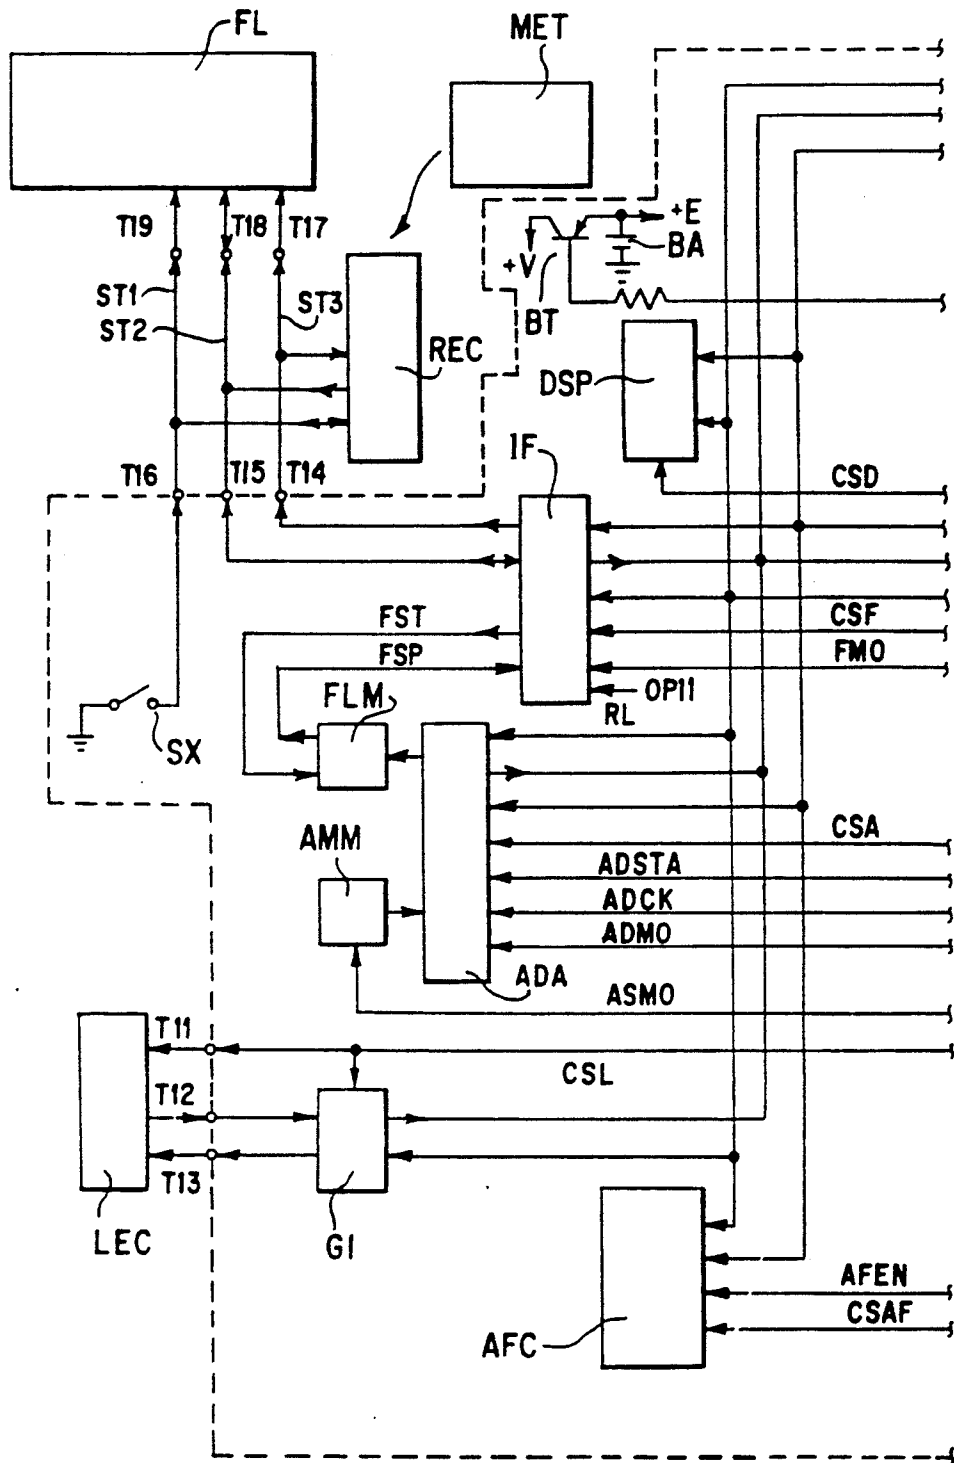 FL
MET
T19
T18
T17
+E
BA
+V
BT
ST1
ST2
ST3
REC
DSP
IF
T16
T15
T14
CSD
FST
CSF
FSP
FMO
OP11
RL
FLM
SX
CSA
AMM
ADSTA
ADCK
ADMO
ADA
ASMO
T11
CSL
T12
T13
LEC
G1
AFEN
CSAF
AFC